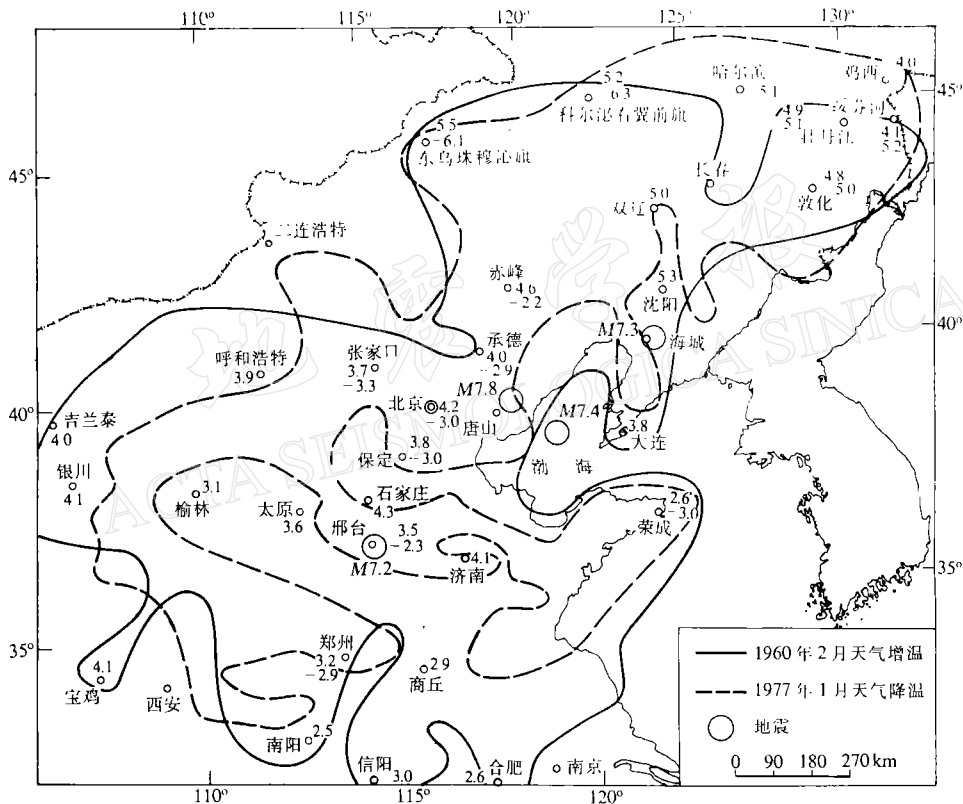 110° 115° 120° 125° 130°
哈尔滨
5.1
鸡西
4.0
45°
5.2
-6.3
科尔沁右翼前旗
绥芬河
4.1
5.2
4.9
5.1
牡丹江
5.5
-6.1
东乌珠穆沁旗
45°
长春
4.8
5.0
敦化
双辽
5.0
二连浩特
赤峰
4.6
-2.2
5.3
沈阳
M7.3
海城
40°
承德
4.0
-2.9
呼和浩特
3.9
张家口
3.7
-3.3
M7.8
北京
4.2
-3.0
唐山
M7.4
40°
吉兰泰
4.0
3.8
大连
3.8
-3.0
保定
渤海
银川
4.1
石家庄
4.3
3.1
榆林
太原
3.6
2.6
-3.0
荣成
邢台
3.5
-2.3
M7.2
4.1
济南
35°
35°
郑州
3.2
-2.9
2.9
商丘
4.1
宝鸡
西安
南阳
2.5
信阳
3.0
2.6
合肥
南京
1960年2月天气增温
1977年1月天气降温
地震
0 90 180 270 km
110° 115° 120°
地震学报
ACTA SEISMOLOGICA SINICA